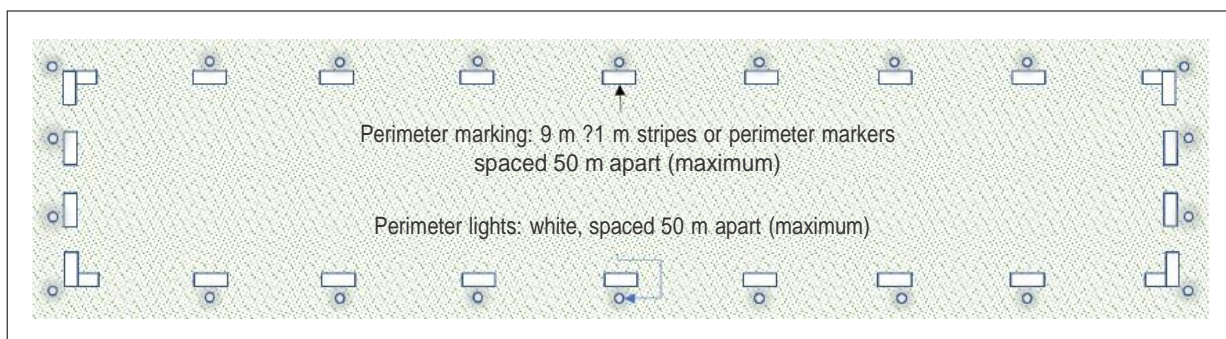 Perimeter marking: 9 m ?1 m stripes or perimeter markers
spaced 50 m apart (maximum)
Perimeter lights: white, spaced 50 m apart (maximum)